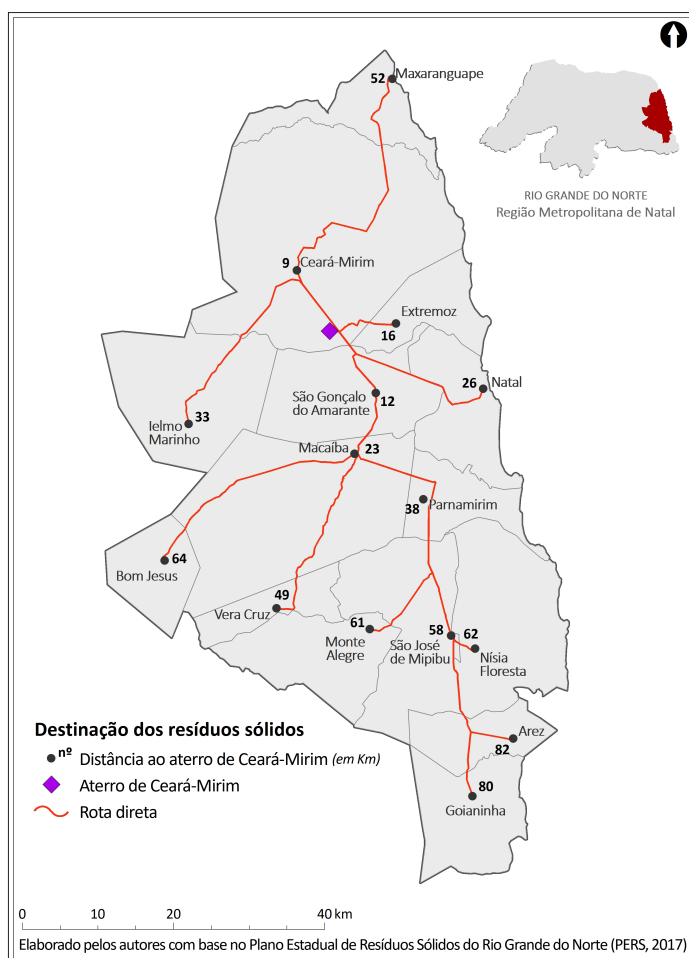 52 Maxaranguape
RIO GRANDE DO NORTE
Região Metropolitana de Natal
9 Ceará-Mirim
Extremoz
16
26 Natal
São Gonçalo
do Amarante
12
33
Ielmo
Marinho
Macaíba 23
38 Parnamirim
64
Bom Jesus
49
Vera Cruz
61
Monte
Alegre
58
São José
de Mipibu
62
Nísia
Floresta
Arez
82
80
Goianinha
Destinação dos resíduos sólidos
nº Distância ao aterro de Ceará-Mirim (em Km)
Aterro de Ceará-Mirim
Rota direta
0 10 20 40 km
Elaborado pelos autores com base no Plano Estadual de Resíduos Sólidos do Rio Grande do Norte (PERS, 2017)